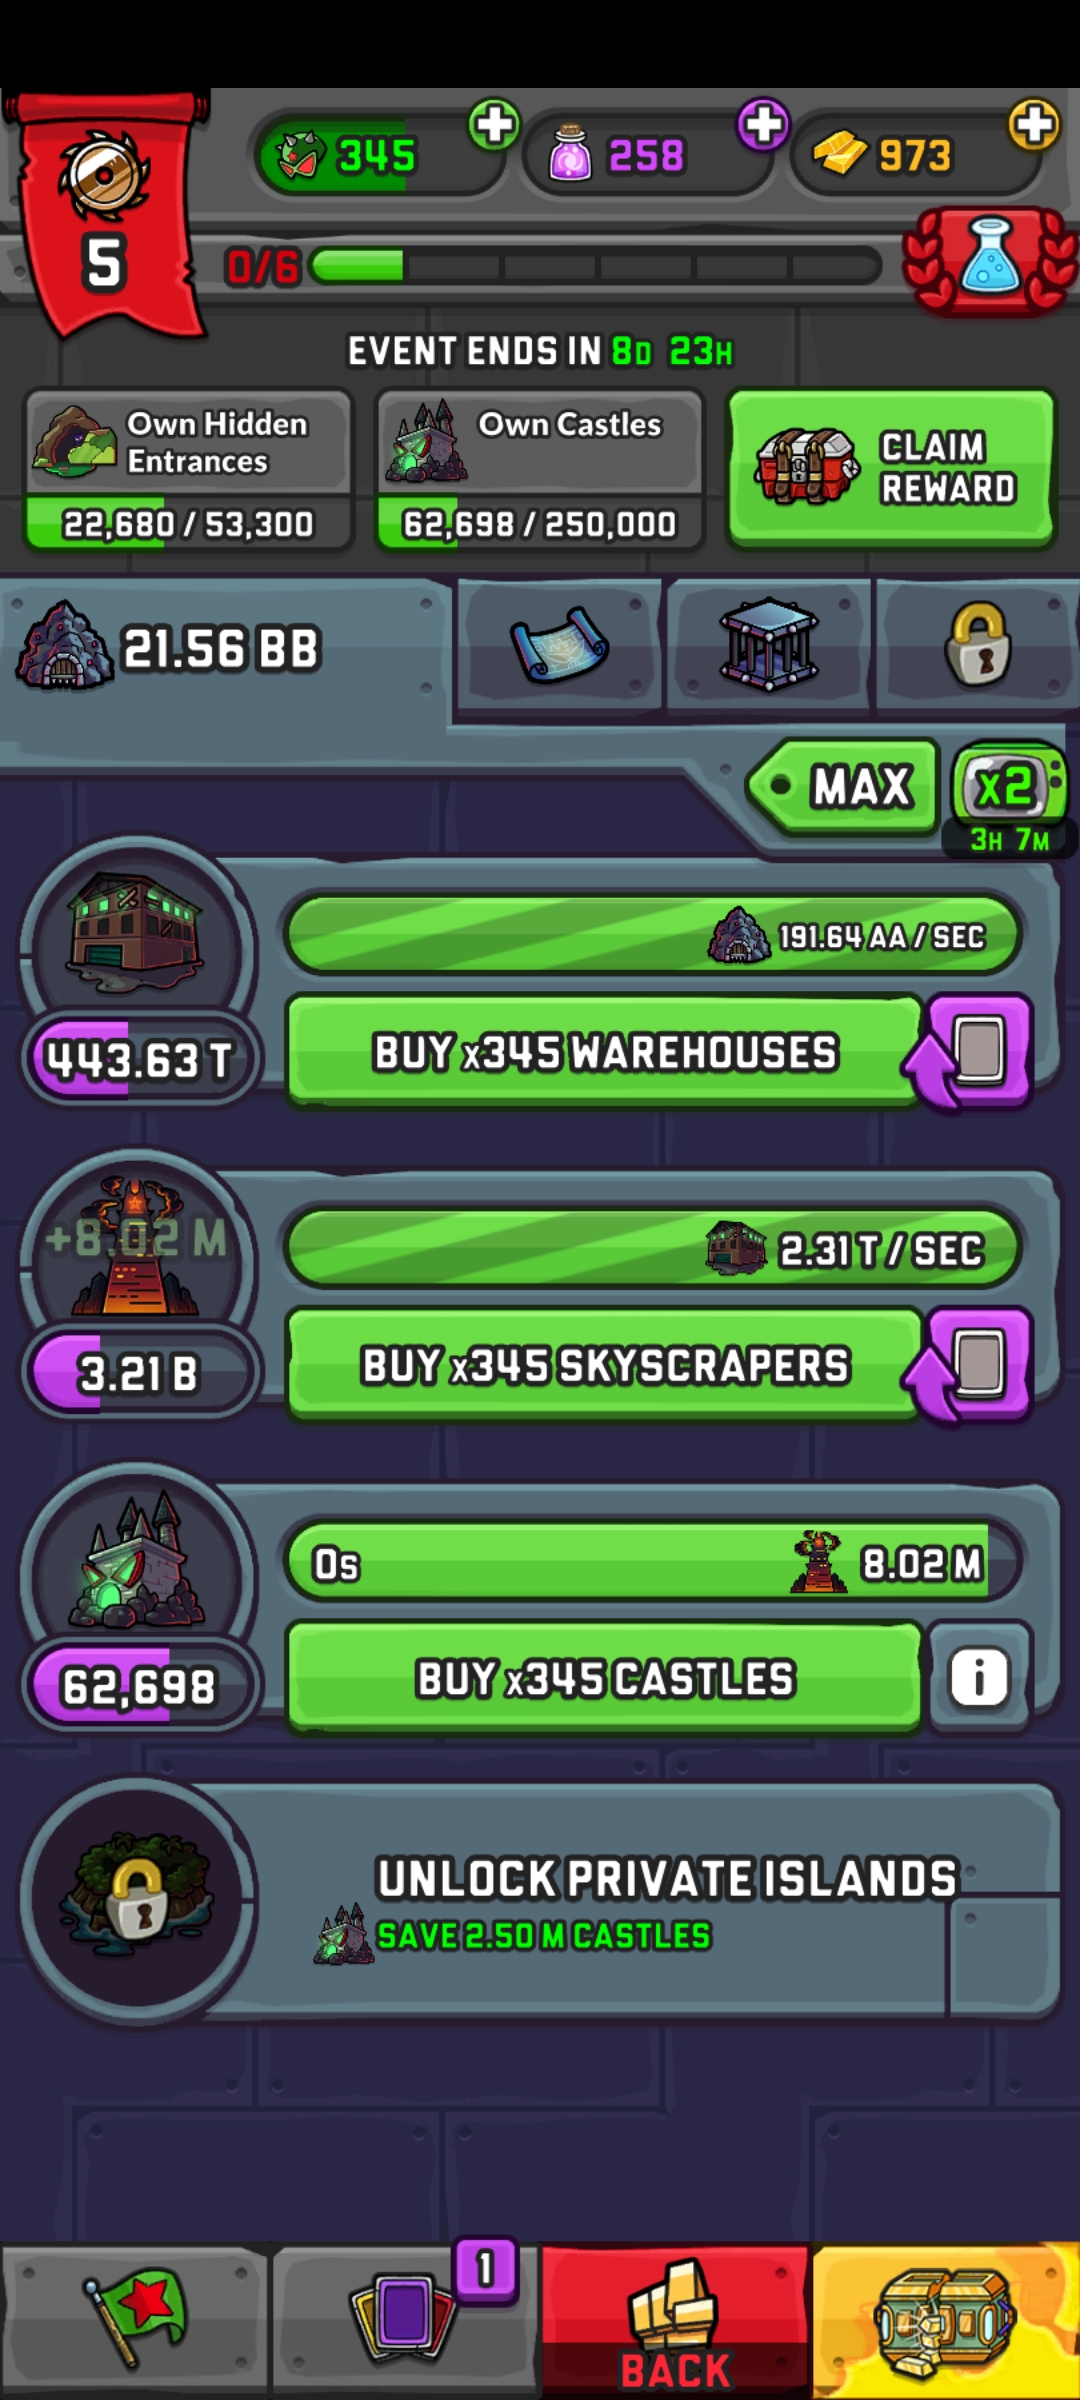 345
258
973
5
0/6
EVENT ENDS IN 8D 23H
Own Hidden
Entrances
22,680 / 53,300
Own Castles
62,698 / 250,000
CLAIM
REWARD
21.56 BB
MAX
x2
3H 7M
191.64 AA / SEC
443.63 T
BUY x345 WAREHOUSES
+8.02 M
2.31 T / SEC
3.21 B
BUY x345 SKYSCRAPERS
0s
8.02 M
62,698
BUY x345 CASTLES
i
UNLOCK PRIVATE ISLANDS
SAVE 2.50 M CASTLES
1
BACK